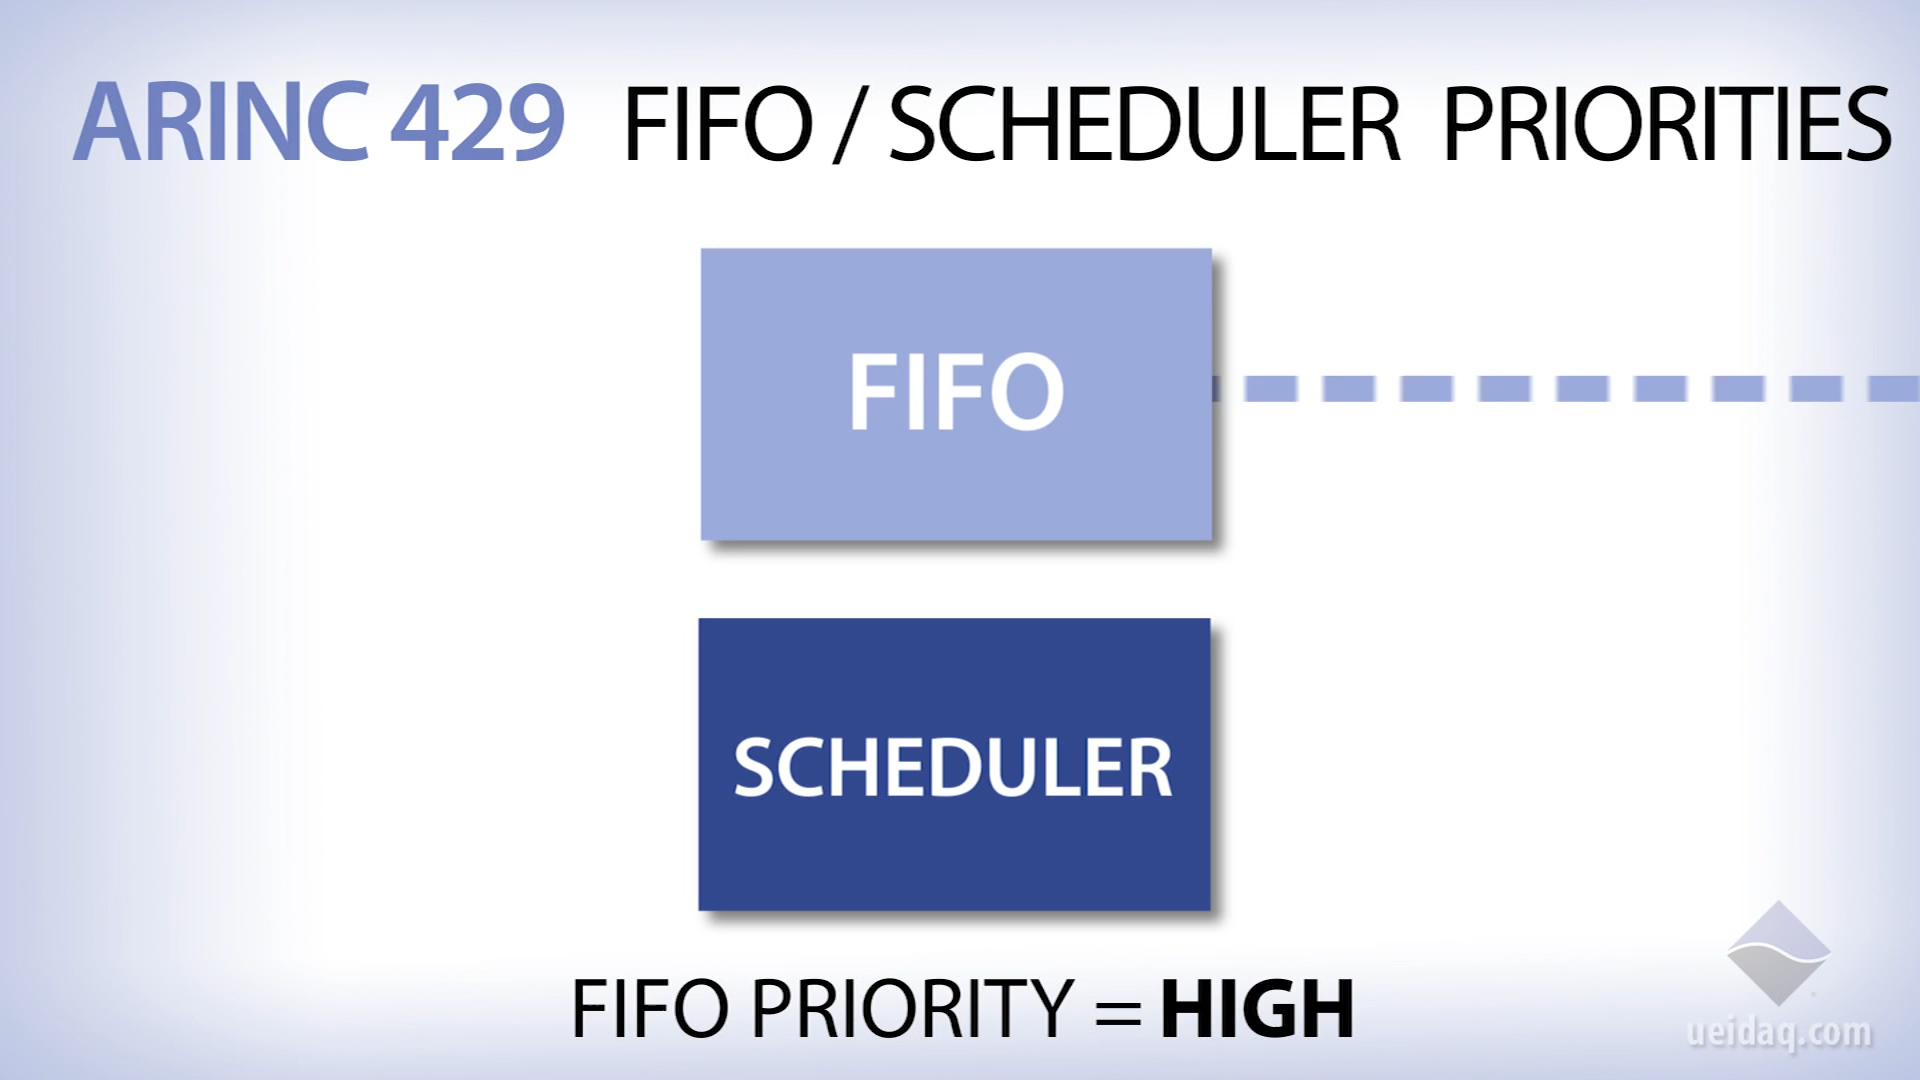 ARINC 429 FIFO / SCHEDULER PRIORITIES
FIFO
SCHEDULER
FIFO PRIORITY = HIGH
ueidaq.com